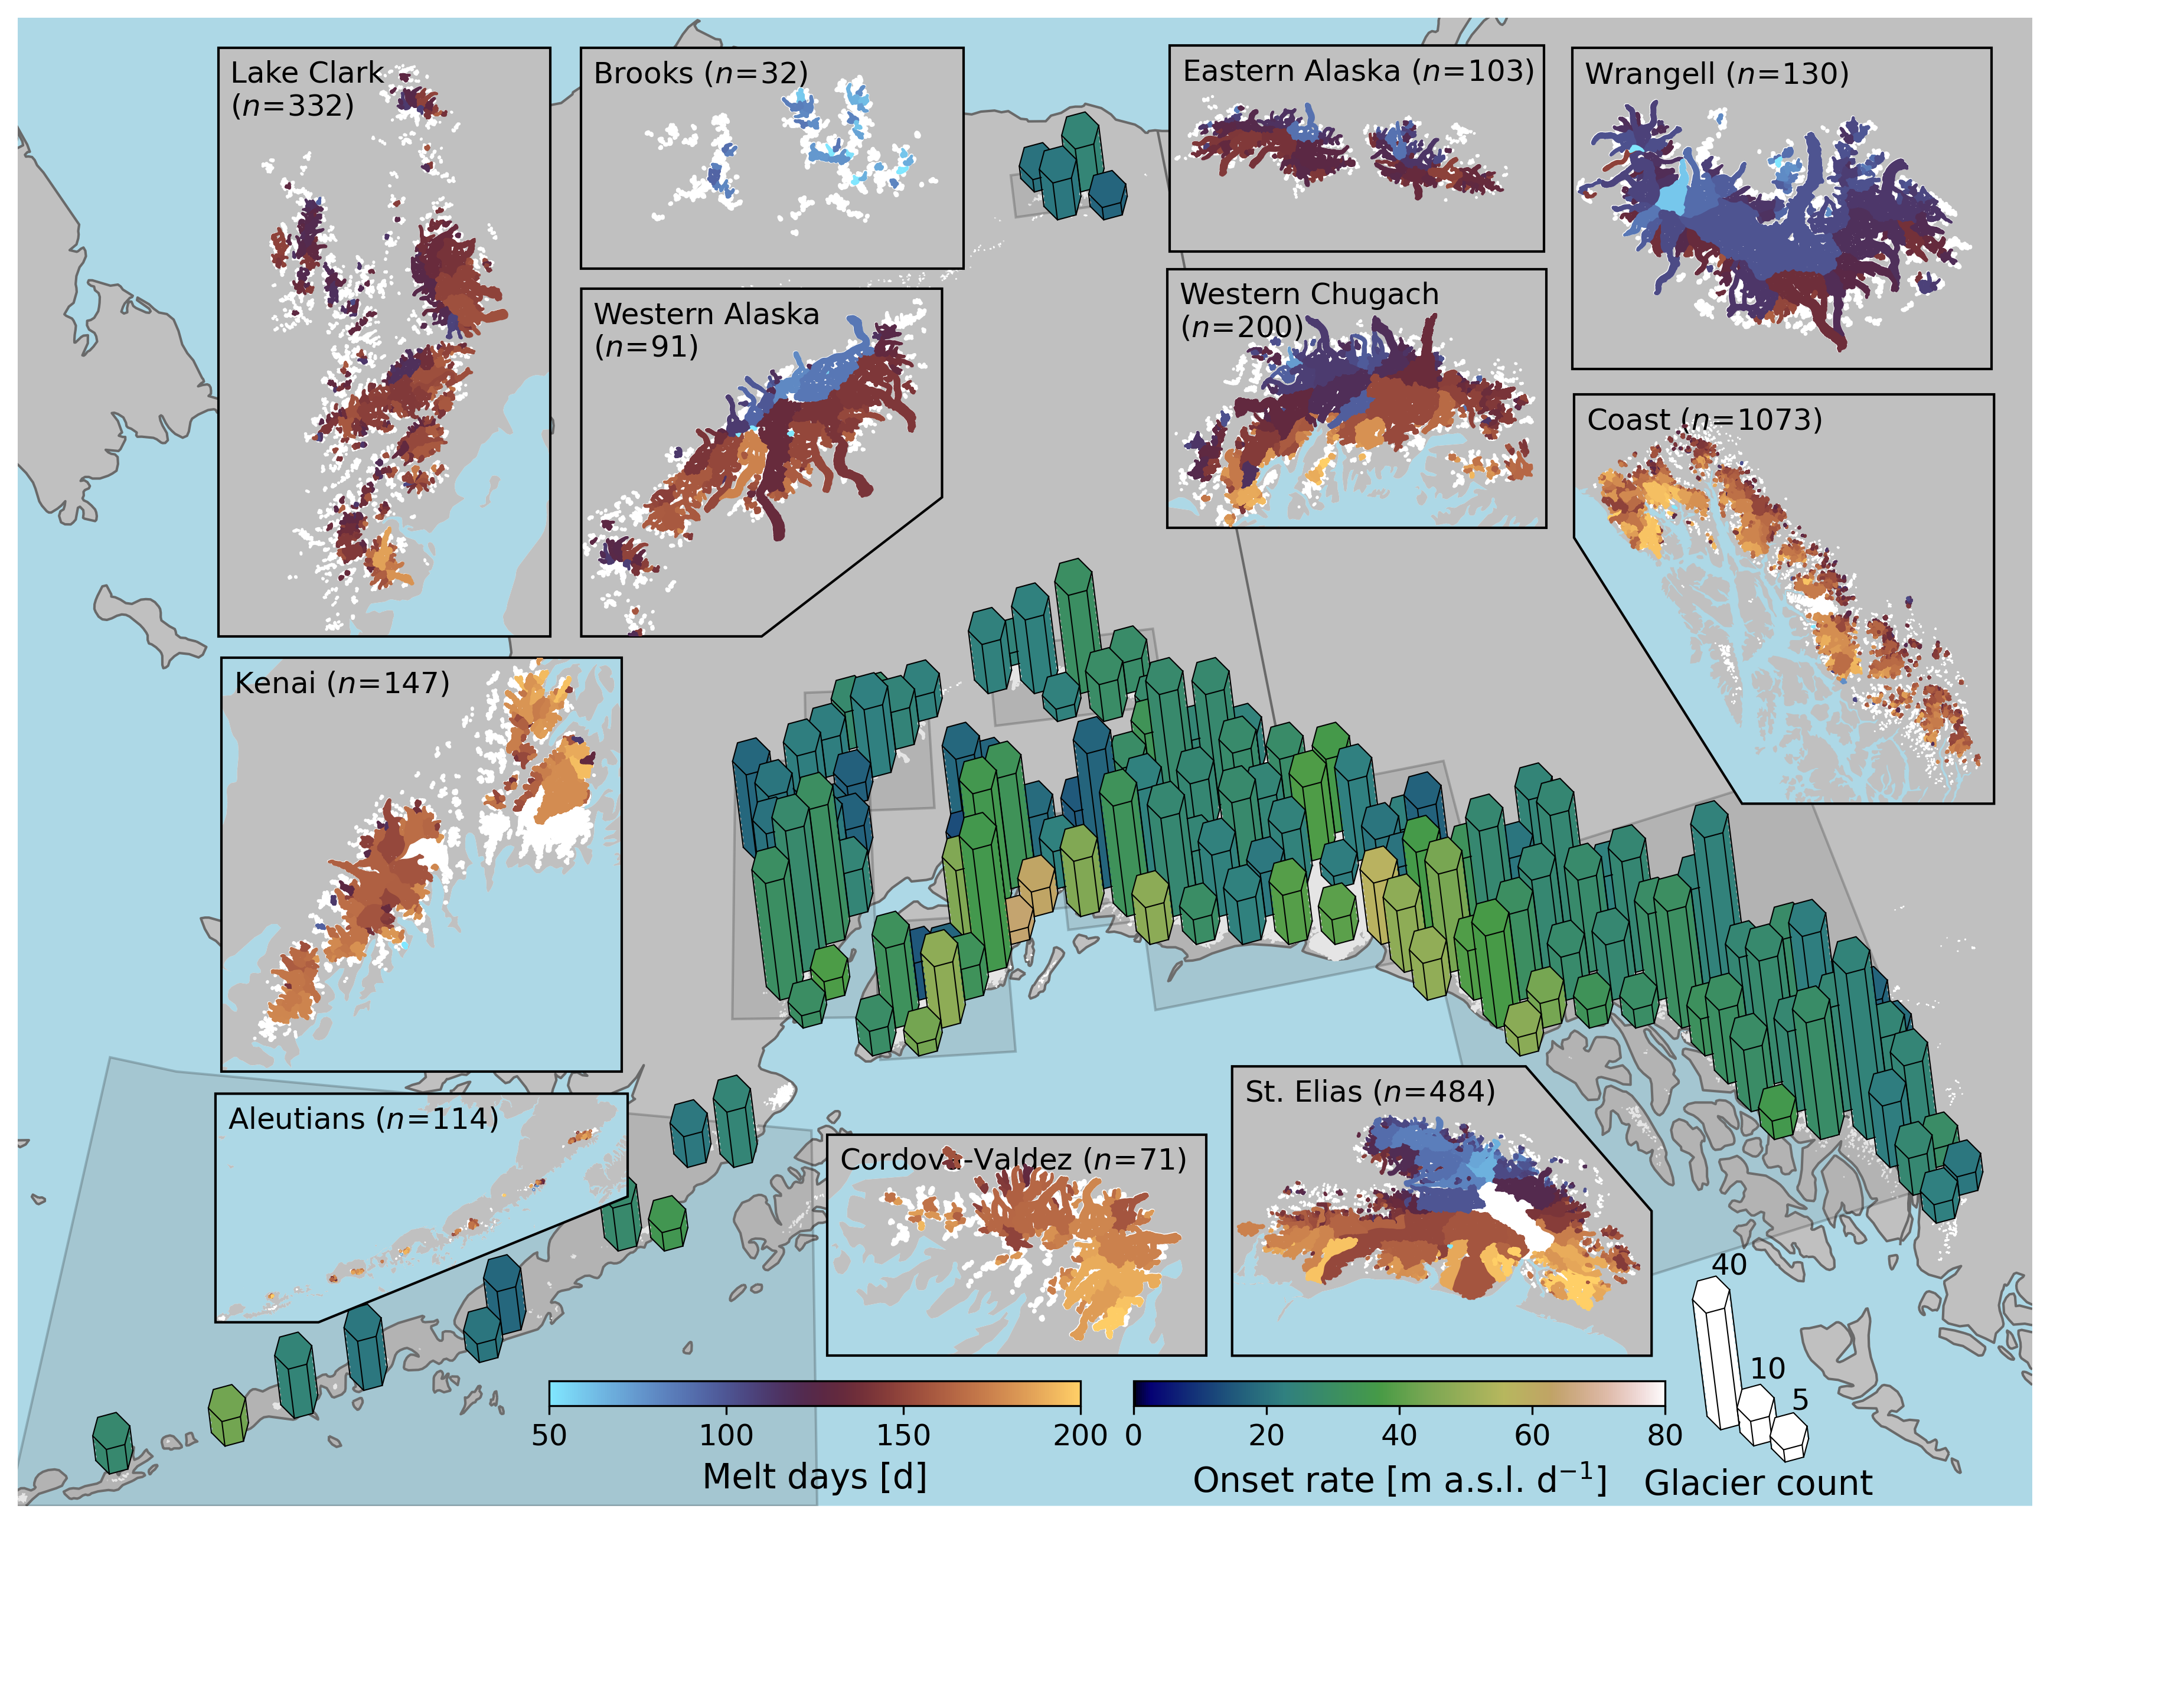 Lake Clark
(n=332)
Brooks (n=32)
Eastern Alaska (n=103)
Wrangell (n=130)
Western Alaska
(n=91)
Western Chugach
(n=200)
Coast (n=1073)
Kenai (n=147)
Aleutians (n=114)
Cordova-Valdez (n=71)
St. Elias (n=484)
50 100 150 200
Melt days [d]
0 20 40 60 80
Onset rate [m a.s.l. d⁻¹]
40
10
5
Glacier count